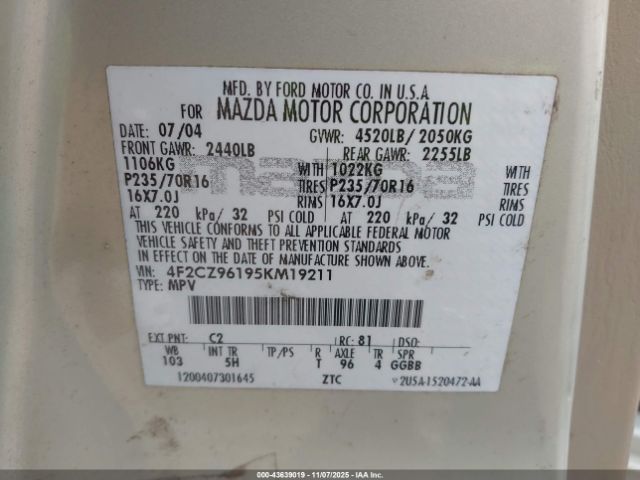 MFD. BY FORD MOTOR CO. IN U.S.A.
FOR MAZDA MOTOR CORPORATION
DATE: 07/04 GVWR: 4520LB/ 2050KG
FRONT GAWR: 2440LB REAR GAWR: 2255LB
1106KG WITH 1022KG WITH
P235/70R16 TIRES P235/70R16 TIRES
16X7.0J RIMS 16X7.0J RIMS
AT 220 kPa/ 32 PSI COLD AT 220 kPa/ 32 PSI COLD
THIS VEHICLE CONFORMS TO ALL APPLICABLE FEDERAL MOTOR
VEHICLE SAFETY AND THEFT PREVENTION STANDARDS
IN EFFECT ON THE DATE OF MANUFACTURE SHOWN ABOVE.
VIN: 4F2CZ96195KM19211
TYPE: MPV
EXT PNT: C2 RC: 81 DSO:
WB INT TR TP/PS R AXLE TR SPR
103 5H T 96 4 GGBB
1200407301645 ZTC 2U5A-1520472-AA
000-43639019 - 11/07/2025 - IAAI, Inc.